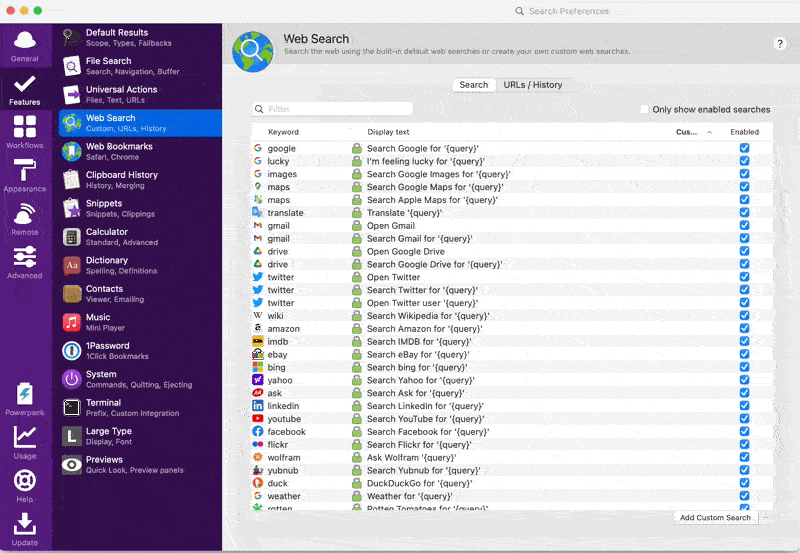 Search Preferences
General
Features
Workflows
Appearance
Remote
Advanced
Powerpack
Usage
Help
Update
Default Results
Scope, Types, Fallbacks
File Search
Search, Navigation, Buffer
Universal Actions
Files, Text, URLs
Web Search
Custom, URLs, History
Web Bookmarks
Safari, Chrome
Clipboard History
History, Merging
Snippets
Snippets, Clippings
Calculator
Standard, Advanced
Dictionary
Spelling, Definitions
Contacts
Viewer, Emailing
Music
Mini Player
1Password
1Click Bookmarks
System
Commands, Quitting, Ejecting
Terminal
Prefix, Custom Integration
Large Type
Display, Font
Previews
Quick Look, Preview panels
Web Search
Search the web using the built-in default web searches or create your own custom web searches.
?
Search URLs / History
Filter Only show enabled searches
Keyword Display text Cus... Enabled
google Search Google for '{query}'
lucky I'm feeling lucky for '{query}'
images Search Google Images for '{query}'
maps Search Google Maps for '{query}'
maps Search Apple Maps for '{query}'
translate Translate '{query}'
gmail Open Gmail
gmail Search Gmail for '{query}'
drive Open Google Drive
drive Search Google Drive for '{query}'
twitter Open Twitter
twitter Search Twitter for '{query}'
twitter Open Twitter user '{query}'
wiki Search Wikipedia for '{query}'
amazon Search Amazon for '{query}'
imdb Search IMDB for '{query}'
ebay Search eBay for '{query}'
bing Search bing for '{query}'
yahoo Search Yahoo for '{query}'
ask Search Ask for '{query}'
linkedin Search LinkedIn for '{query}'
youtube Search YouTube for '{query}'
facebook Search Facebook for '{query}'
flickr Search Flickr for '{query}'
wolfram Ask Wolfram '{query}'
yubnub Search Yubnub for '{query}'
duck DuckDuckGo for '{query}'
weather Weather for '{query}'
rotten Rotten Tomatoes for '{query}'
Add Custom Search